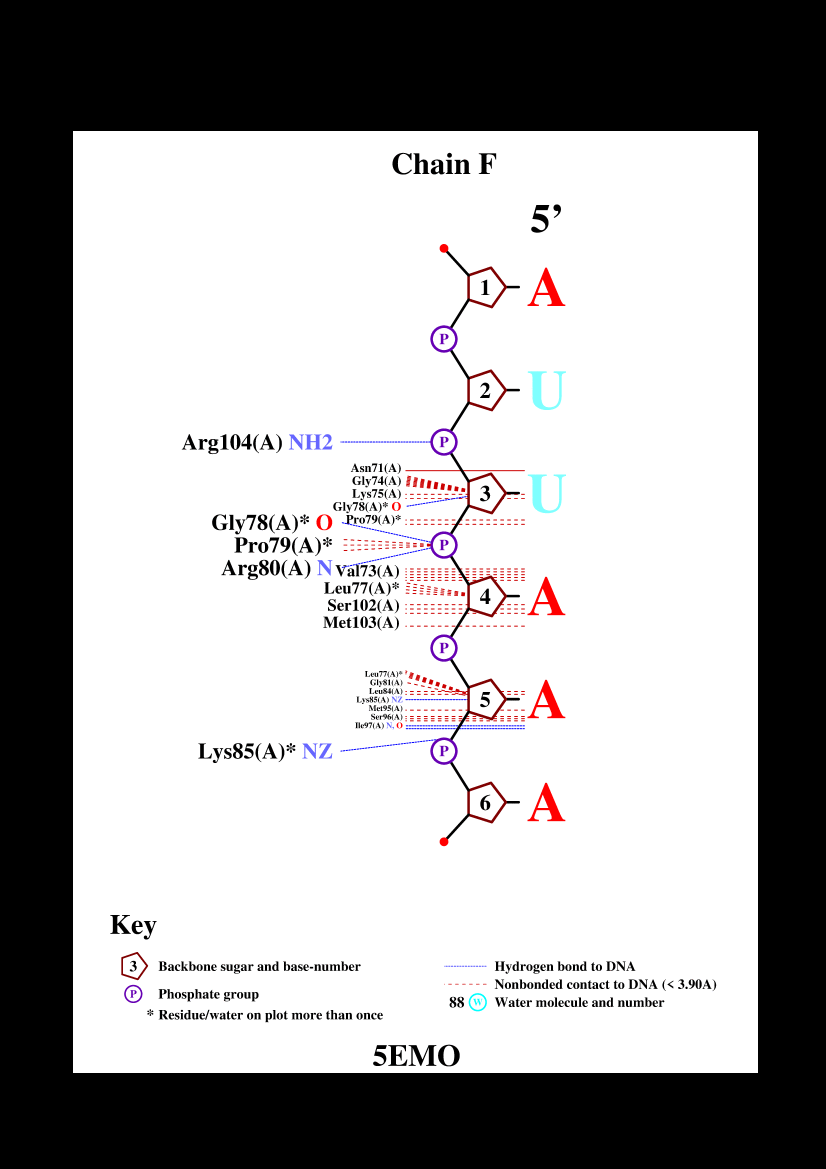 Chain F
5’
1 A
P
2 U
Arg104(A) NH2 P
Asn71(A)
Gly74(A)
Lys75(A) 3 U
Gly78(A)* O
Pro79(A)*
Gly78(A)* O
Pro79(A)* P
Arg80(A) N
Val73(A)
Leu77(A)* 4 A
Ser102(A)
Met103(A)
P
Leu77(A)*
Gly81(A)
Leu84(A)
Lys85(A) NZ 5 A
Met95(A)
Ser96(A)
Ile97(A) N, O
Lys85(A)* NZ P
6 A
Key
3 Backbone sugar and base-number
P Phosphate group
* Residue/water on plot more than once
Hydrogen bond to DNA
Nonbonded contact to DNA (< 3.90A)
88 W Water molecule and number
5EMO